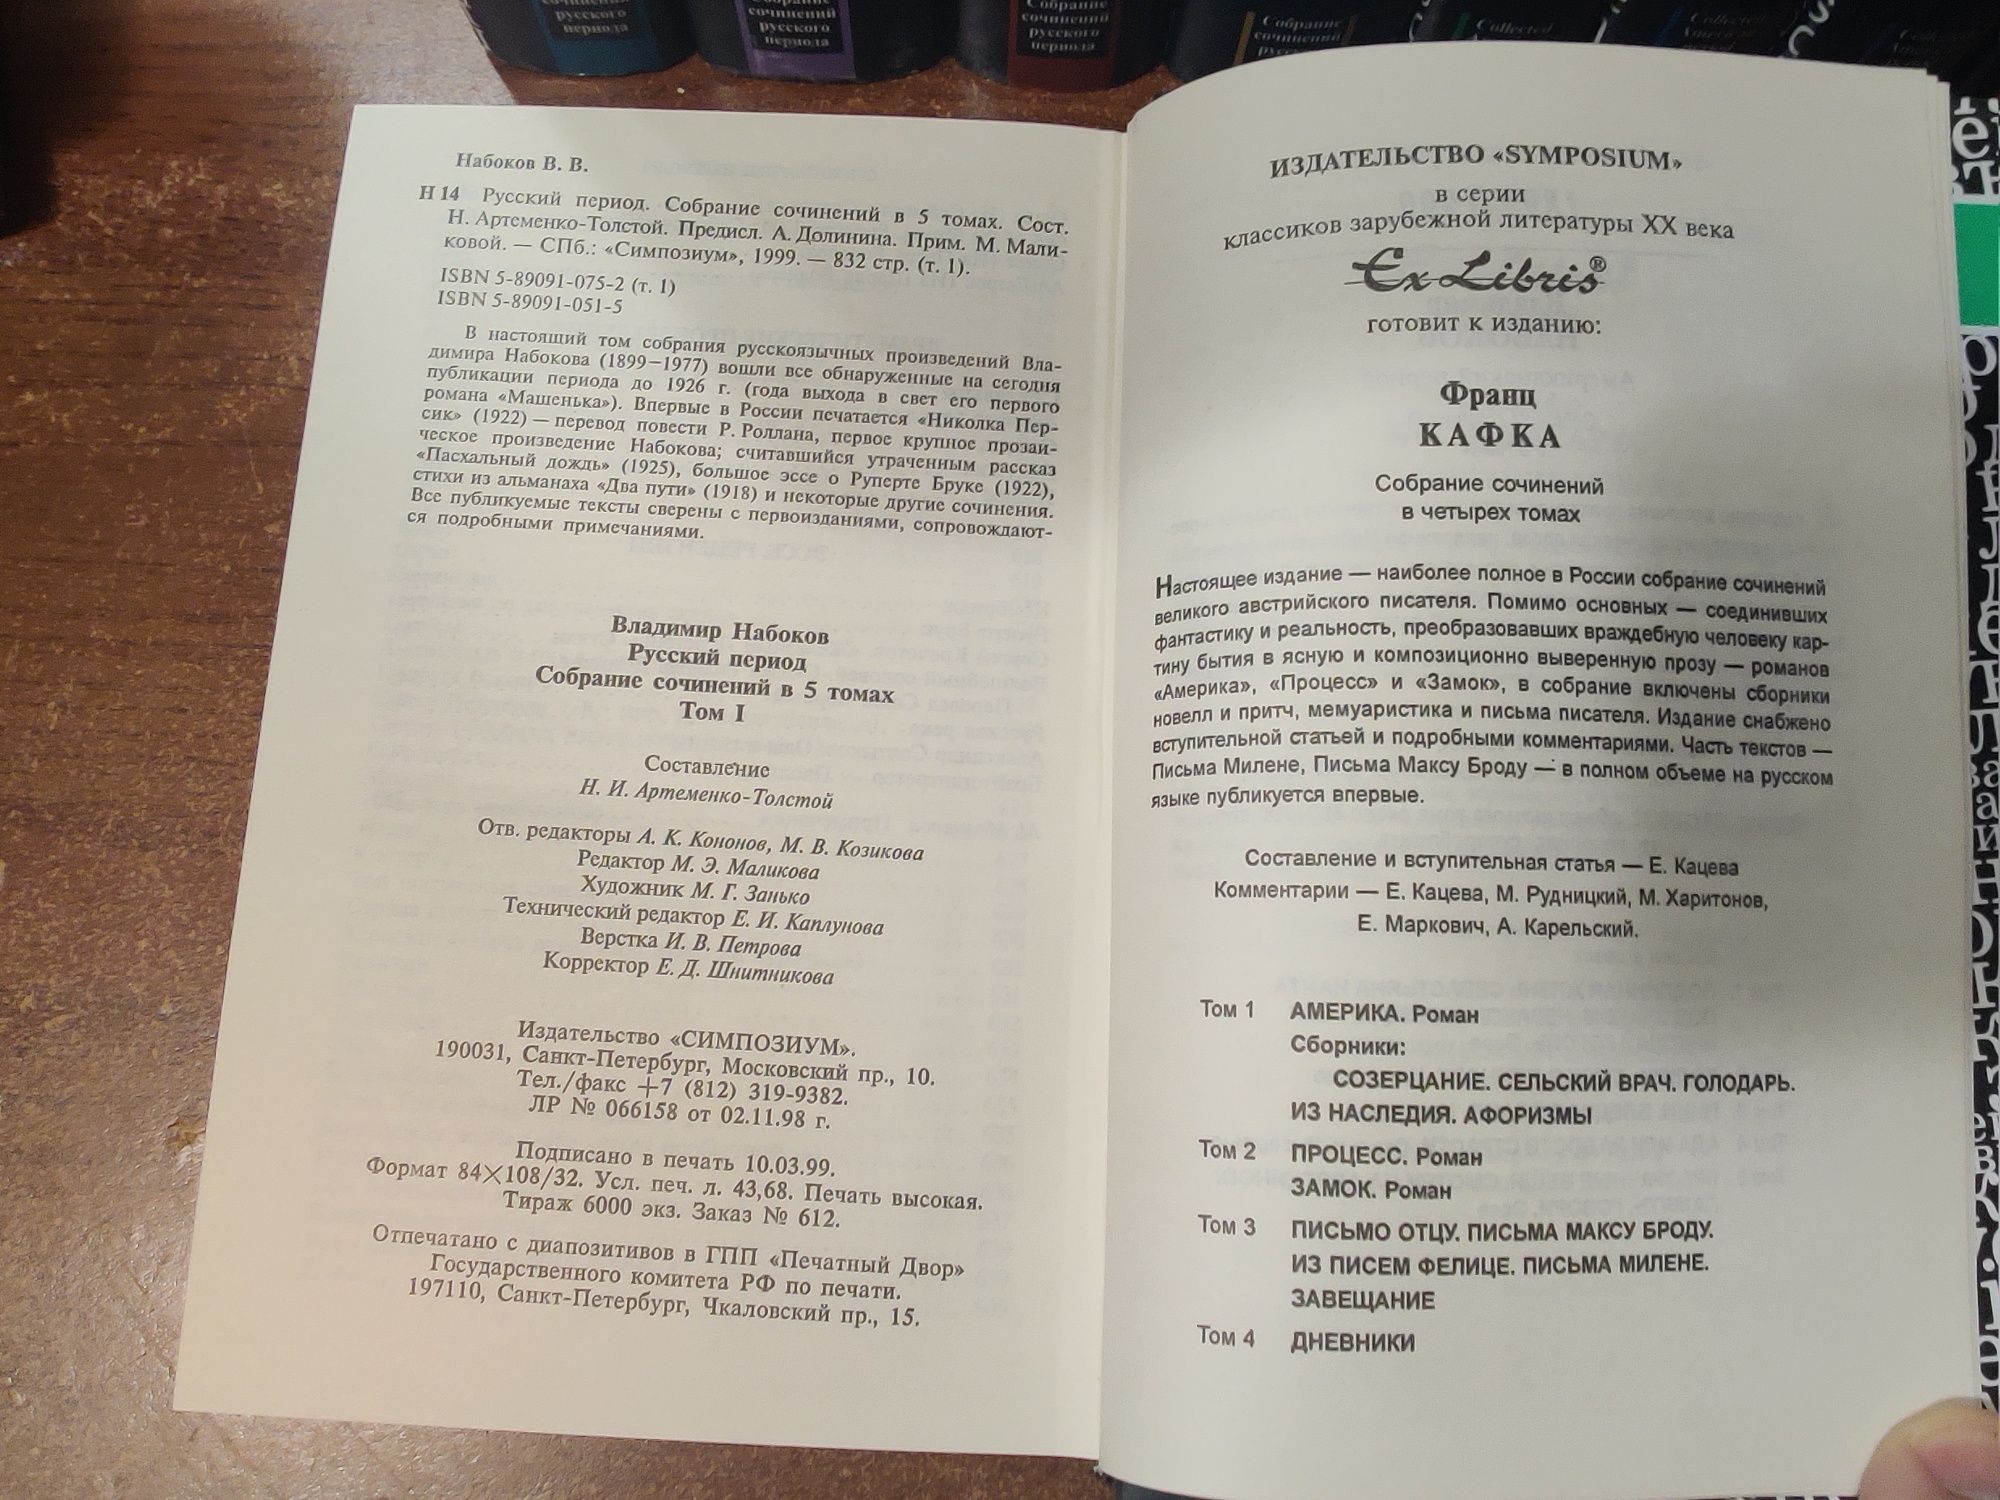 сочинений
русского
периода
сочинений
русского
периода
Собрание
сочинений
русского
периода
Собрание
сочинений
русского
Collected
Collected
Набоков В. В.
Н 14 Русский период. Собрание сочинений в 5 томах. Сост.
Н. Артеменко-Толстой. Предисл. А. Долинина. Прим. М. Мали-
ковой. — СПб.: «Симпозиум», 1999. — 832 стр. (т. 1).
ISBN 5-89091-075-2 (т. 1)
ISBN 5-89091-051-5
В настоящий том собрания русскоязычных произведений Вла-
димира Набокова (1899—1977) вошли все обнаруженные на сегодня
публикации периода до 1926 г. (года выхода в свет его первого
романа «Машенька»). Впервые в России печатается «Николка Пер-
сик» (1922) — перевод повести Р. Роллана, первое крупное прозаи-
ческое произведение Набокова; считавшийся утраченным рассказ
«Пасхальный дождь» (1925), большое эссе о Руперте Бруке (1922),
стихи из альманаха «Два пути» (1918) и некоторые другие сочинения.
Все публикуемые тексты сверены с первоизданиями, сопровождают-
ся подробными примечаниями.
Владимир Набоков
Русский период
Собрание сочинений в 5 томах
Том I
Составление
Н. И. Артеменко-Толстой
Отв. редакторы А. К. Кононов, М. В. Козикова
Редактор М. Э. Маликова
Художник М. Г. Занько
Технический редактор Е. И. Каплунова
Верстка И. В. Петрова
Корректор Е. Д. Шнитникова
Издательство «СИМПОЗИУМ».
190031, Санкт-Петербург, Московский пр., 10.
Тел./факс +7 (812) 319-9382.
ЛР № 066158 от 02.11.98 г.
Подписано в печать 10.03.99.
Формат 84×108/32. Усл. печ. л. 43,68. Печать высокая.
Тираж 6000 экз. Заказ № 612.
Отпечатано с диапозитивов в ГПП «Печатный Двор»
Государственного комитета РФ по печати.
197110, Санкт-Петербург, Чкаловский пр., 15.
ИЗДАТЕЛЬСТВО «SYMPOSIUM»
в серии
классиков зарубежной литературы XX века
Ex Libris®
готовит к изданию:
Франц
КАФКА
Собрание сочинений
в четырех томах
Настоящее издание — наиболее полное в России собрание сочинений
великого австрийского писателя. Помимо основных — соединивших
фантастику и реальность, преобразовавших враждебную человеку кар-
тину бытия в ясную и композиционно выверенную прозу — романов
«Америка», «Процесс» и «Замок», в собрание включены сборники
новелл и притч, мемуаристика и письма писателя. Издание снабжено
вступительной статьей и подробными комментариями. Часть текстов —
Письма Милене, Письма Максу Броду — в полном объеме на русском
языке публикуется впервые.
Составление и вступительная статья — Е. Кацева
Комментарии — Е. Кацева, М. Рудницкий, М. Харитонов,
Е. Маркович, А. Карельский.
Том 1 АМЕРИКА. Роман
Сборники:
СОЗЕРЦАНИЕ. СЕЛЬСКИЙ ВРАЧ. ГОЛОДАРЬ.
ИЗ НАСЛЕДИЯ. АФОРИЗМЫ
Том 2 ПРОЦЕСС. Роман
ЗАМОК. Роман
Том 3 ПИСЬМО ОТЦУ. ПИСЬМА МАКСУ БРОДУ.
ИЗ ПИСЕМ ФЕЛИЦЕ. ПИСЬМА МИЛЕНЕ.
ЗАВЕЩАНИЕ
Том 4 ДНЕВНИКИ